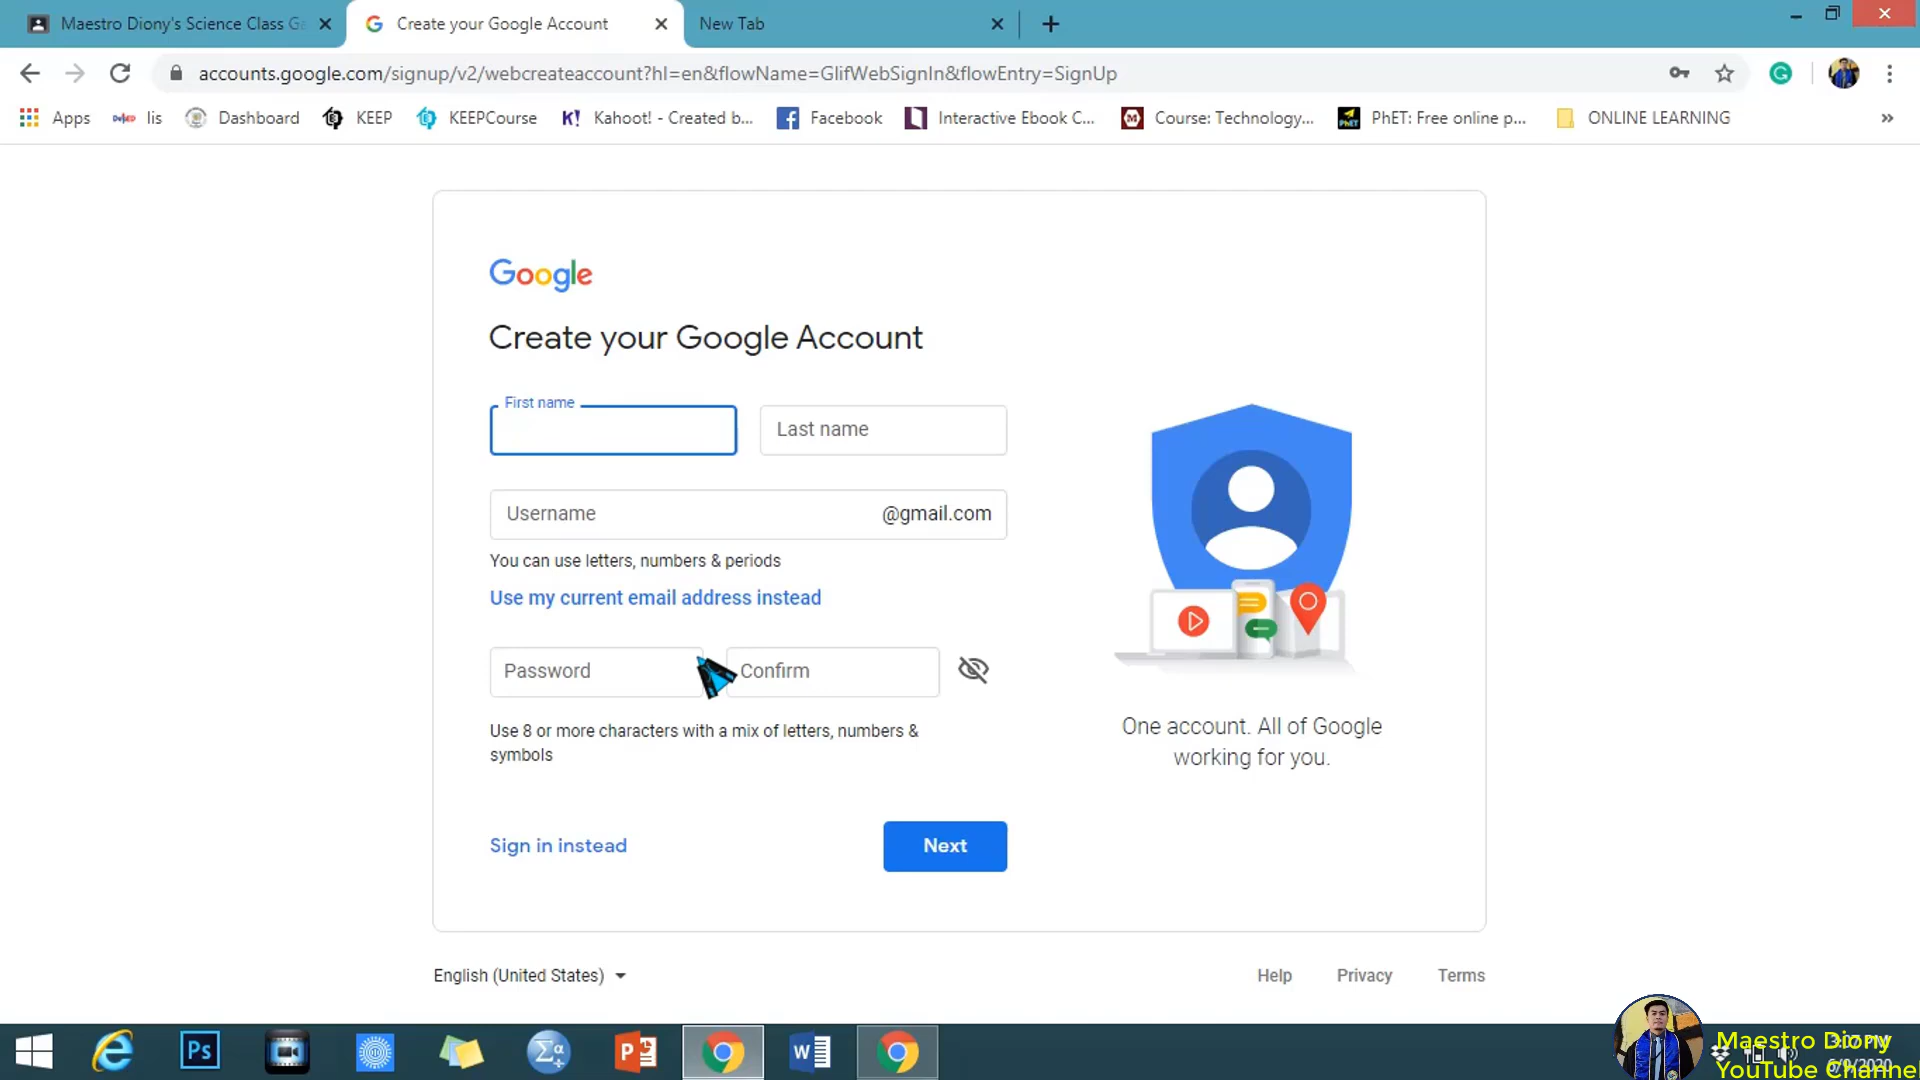 Maestro Diony's Science Class Ga
Create your Google Account
New Tab
accounts.google.com/signup/v2/webcreateaccount?hl=en&flowName=GlifWebSignIn&flowEntry=SignUp
Apps
lis
Dashboard
KEEP
KEEPCourse
Kahoot! - Created b...
Facebook
Interactive Ebook C...
Course: Technology...
PhET: Free online p...
ONLINE LEARNING
Google
Create your Google Account
First name
Last name
Username
@gmail.com
You can use letters, numbers & periods
Use my current email address instead
Password
Confirm
Use 8 or more characters with a mix of letters, numbers &
symbols
One account. All of Google
working for you.
Sign in instead
Next
English (United States)
Help
Privacy
Terms
Maestro Diony
YouTube Channe
6/9/2020